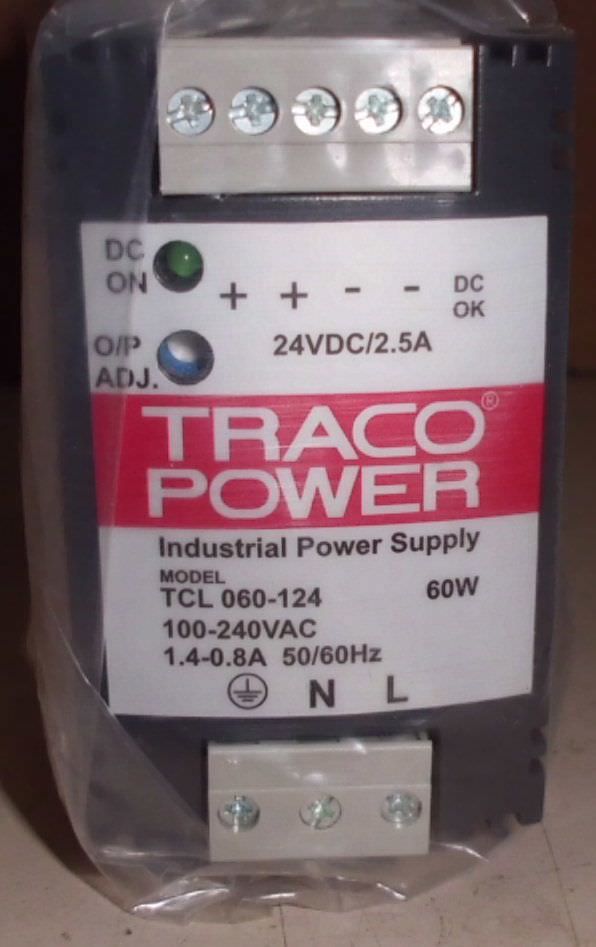 DC
ON
+ + - - DC
OK
O/P
ADJ.
24VDC/2.5A
TRACO®
POWER
Industrial Power Supply
MODEL
TCL 060-124 60W
100-240VAC
1.4-0.8A 50/60Hz
N L